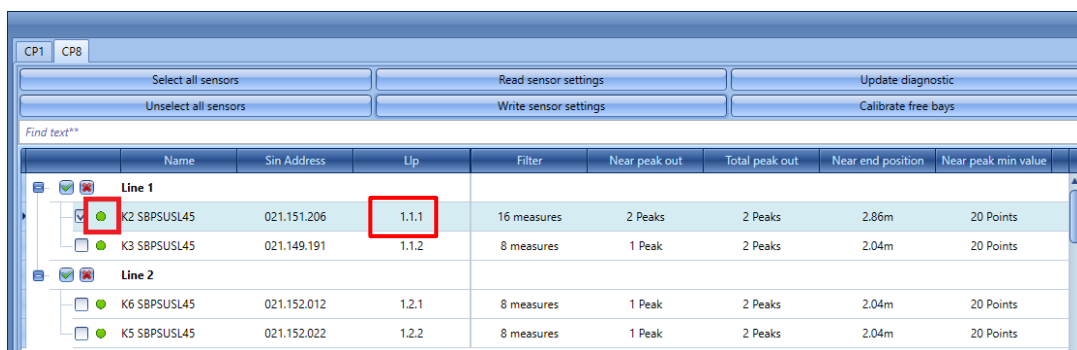 CP1 CP8
Select all sensors Read sensor settings Update diagnostic
Unselect all sensors Write sensor settings Calibrate free bays
Find text**
Name Sin Address Llp Filter Near peak out Total peak out Near end position Near peak min value
Line 1
K2 SBPSUSL45 021.151.206 1.1.1 16 measures 2 Peaks 2 Peaks 2.86m 20 Points
K3 SBPSUSL45 021.149.191 1.1.2 8 measures 1 Peak 2 Peaks 2.04m 20 Points
Line 2
K6 SBPSUSL45 021.152.012 1.2.1 8 measures 1 Peak 2 Peaks 2.04m 20 Points
K5 SBPSUSL45 021.152.022 1.2.2 8 measures 1 Peak 2 Peaks 2.04m 20 Points